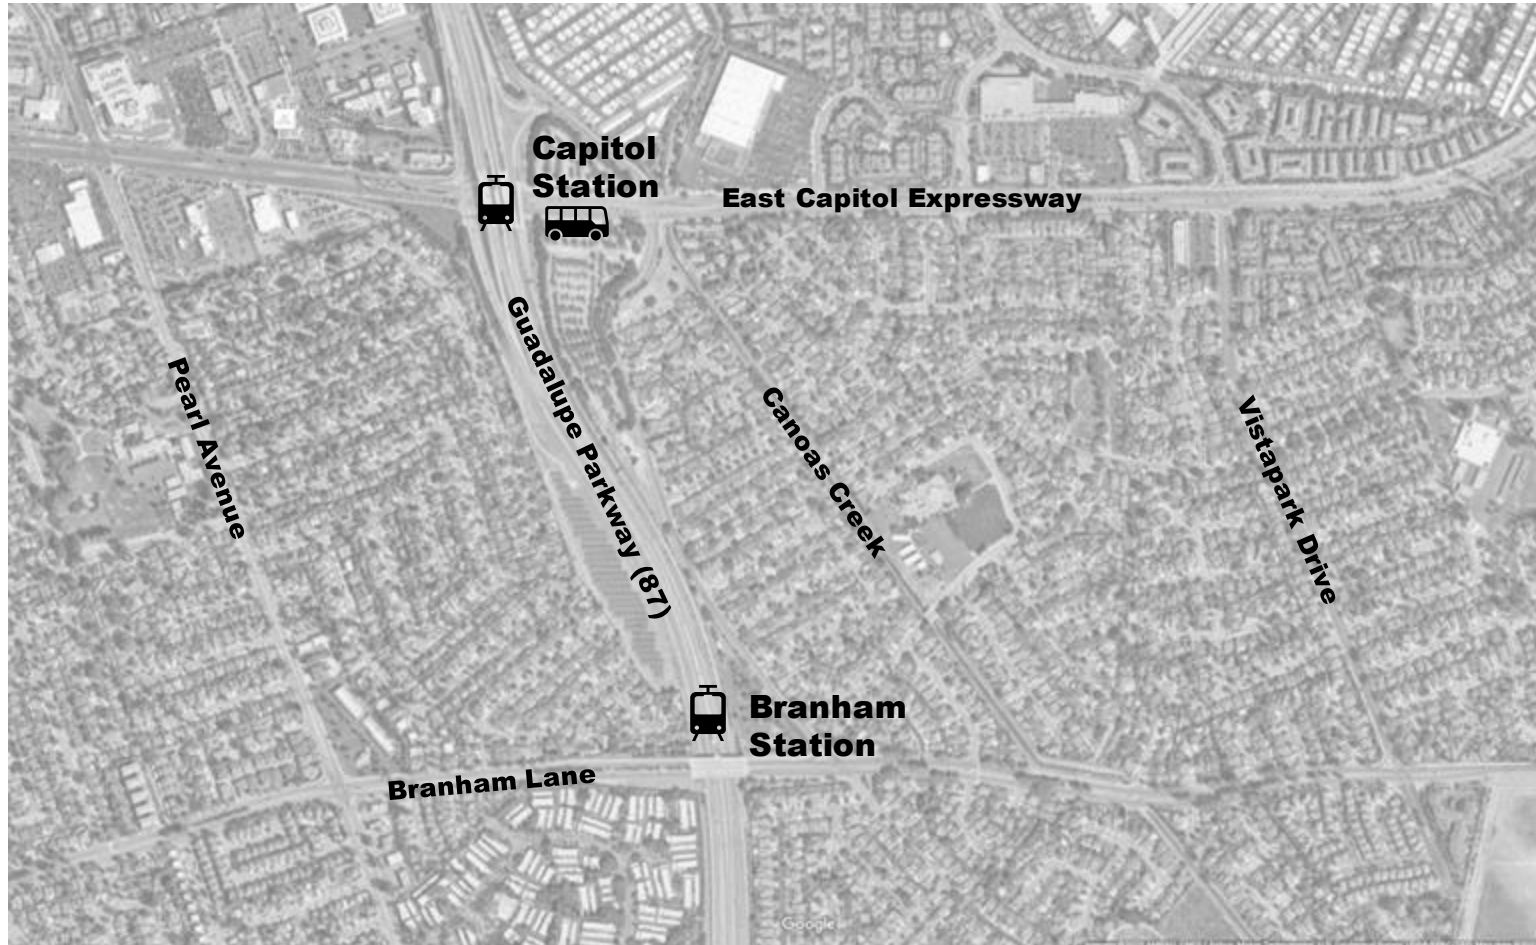 Capitol
Station
East Capitol Expressway
Guadalupe Parkway (87)
Pearl Avenue
Canoas Creek
Vistapark Drive
Branham
Station
Branham Lane
Google